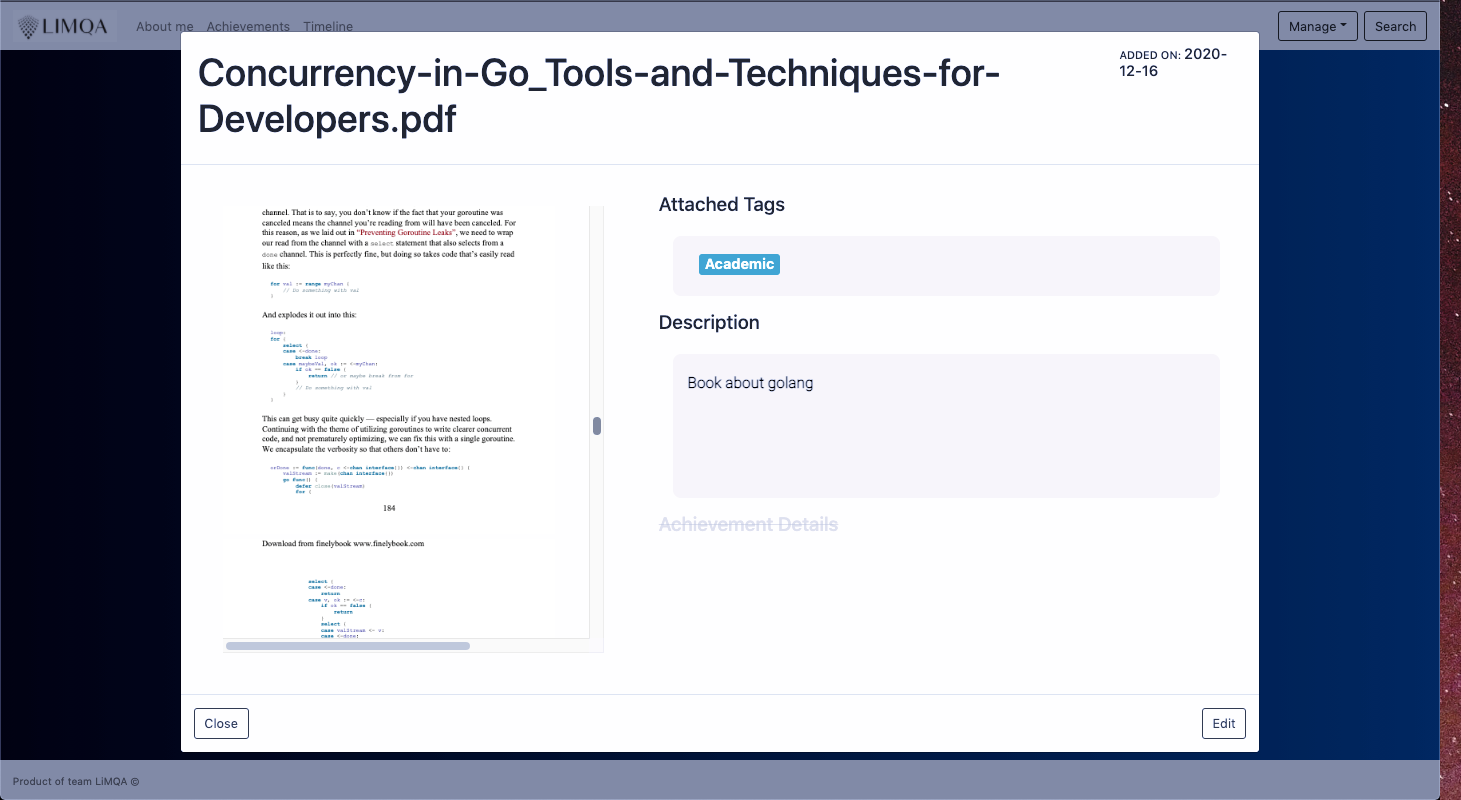 LIMQA
About me Achievements Timeline
Manage
Search
Concurrency-in-Go_Tools-and-Techniques-for-
Developers.pdf
ADDED ON: 2020-
12-16
channel. That is to say, you don't know if the fact that your goroutine was
canceled means the channel you're reading from will have been canceled. For
this reason, as we laid out in “Preventing Goroutine Leaks”, we need to wrap
our read from the channel with a select statement that also selects from a
done channel. This is perfectly fine, but doing so takes code that's easily read
like this:
for val := range myChan {
// Do something with val
}
And explodes it out into this:
loop:
for {
select {
case <-done:
break loop
case maybeVal, ok := <-myChan:
if ok == false {
return // or maybe break from for
}
// Do something with val
}
}
This can get busy quite quickly — especially if you have nested loops.
Continuing with the theme of utilizing goroutines to write clearer concurrent
code, and not prematurely optimizing, we can fix this with a single goroutine.
We encapsulate the verbosity so that others don't have to:
orDone := func(done, c <-chan interface{}) <-chan interface{} {
valStream := make(chan interface{})
go func() {
defer close(valStream)
for {
184
Download from finelybook www.finelybook.com
select {
case <-done:
return
case v, ok := <-c:
if ok == false {
return
}
select {
case valStream <- v:
case <-done:
Attached Tags
Academic
Description
Book about golang
Achievement Details
Close
Edit
Product of team LiMQA ©